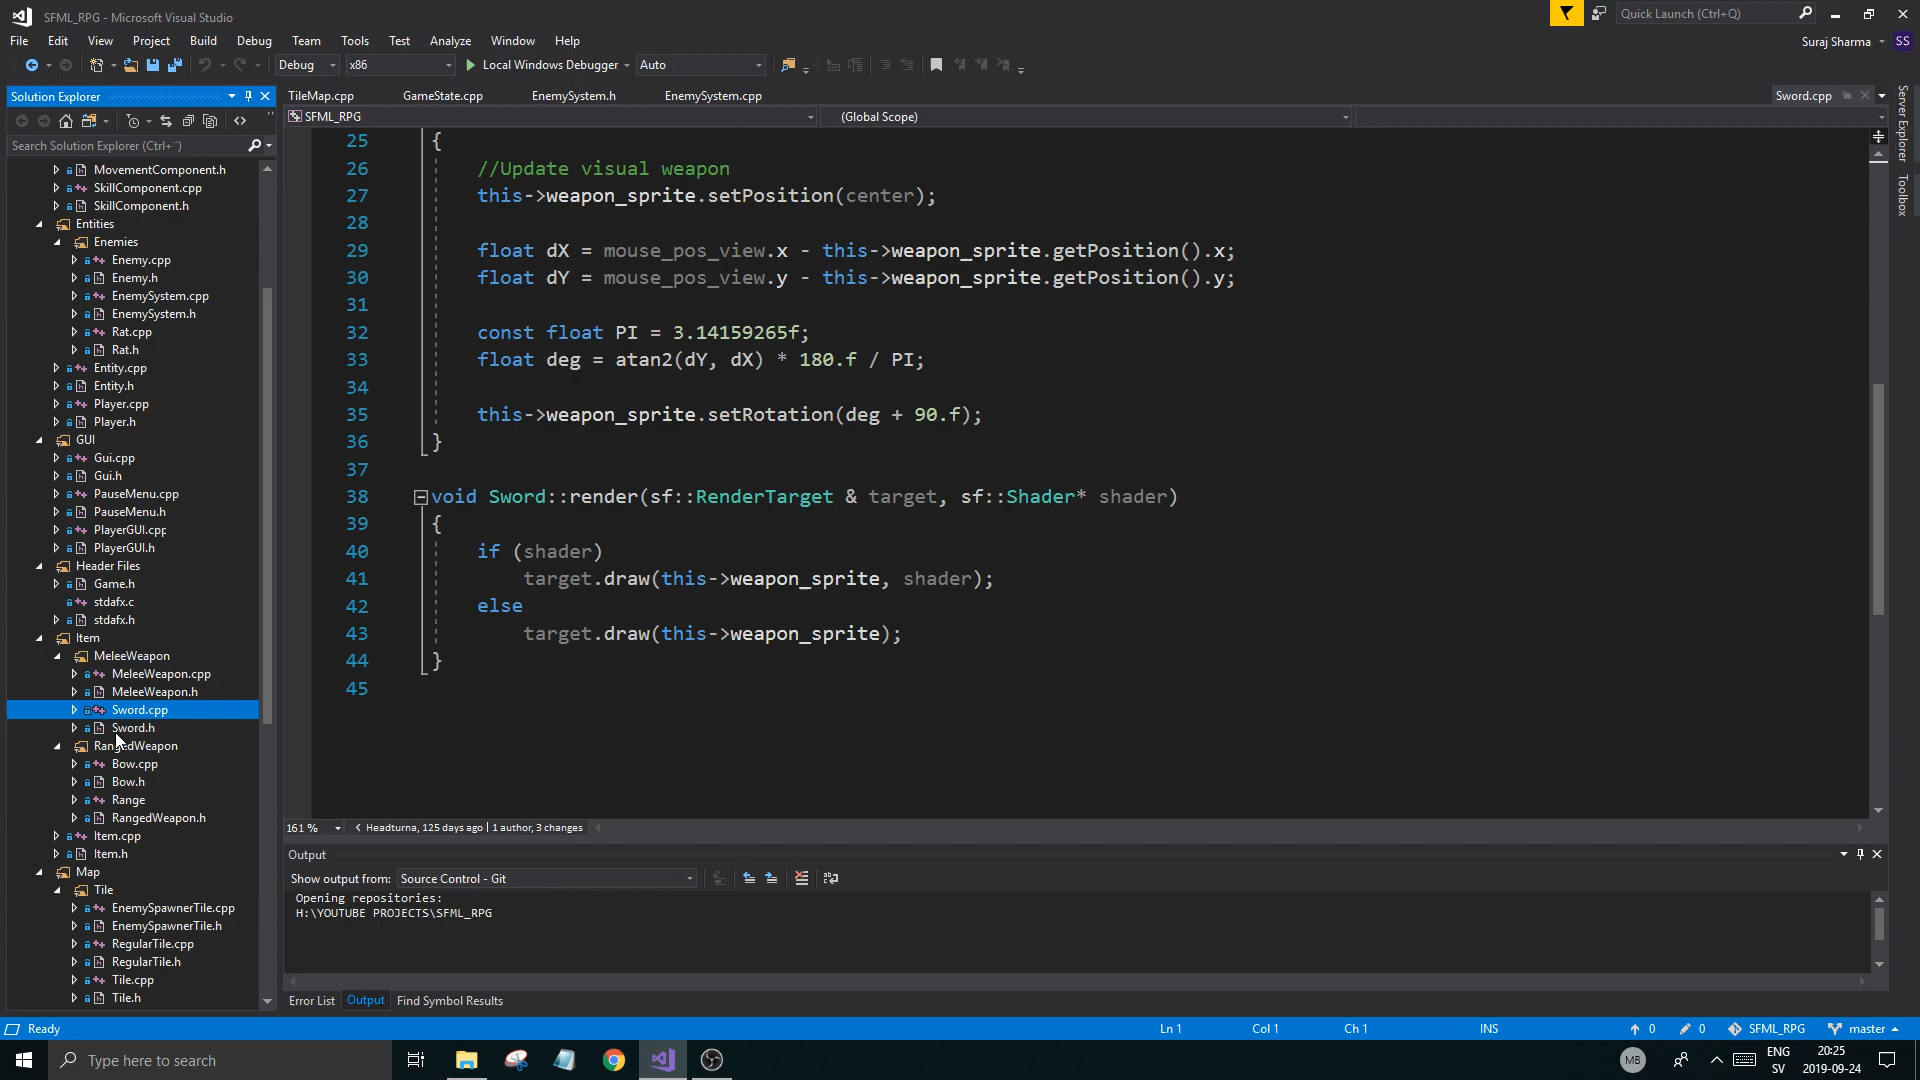 SFML_RPG - Microsoft Visual Studio
Quick Launch (Ctrl+Q)
File Edit View Project Build Debug Team Tools Test Analyze Window Help
Suraj Sharma SS
Debug x86 Local Windows Debugger Auto
Solution Explorer
TileMap.cpp GameState.cpp EnemySystem.h EnemySystem.cpp Sword.cpp
SFML_RPG (Global Scope)
Search Solution Explorer (Ctrl+¨)
MovementComponent.h
SkillComponent.cpp
SkillComponent.h
Entities
Enemies
Enemy.cpp
Enemy.h
EnemySystem.cpp
EnemySystem.h
Rat.cpp
Rat.h
Entity.cpp
Entity.h
Player.cpp
Player.h
GUI
Gui.cpp
Gui.h
PauseMenu.cpp
PauseMenu.h
PlayerGUI.cpp
PlayerGUI.h
Header Files
Game.h
stdafx.c
stdafx.h
Item
MeleeWeapon
MeleeWeapon.cpp
MeleeWeapon.h
Sword.cpp
Sword.h
RangedWeapon
Bow.cpp
Bow.h
Range
RangedWeapon.h
Item.cpp
Item.h
Map
Tile
EnemySpawnerTile.cpp
EnemySpawnerTile.h
RegularTile.cpp
RegularTile.h
Tile.cpp
Tile.h
25 {
26 //Update visual weapon
27 this->weapon_sprite.setPosition(center);
28
29 float dX = mouse_pos_view.x - this->weapon_sprite.getPosition().x;
30 float dY = mouse_pos_view.y - this->weapon_sprite.getPosition().y;
31
32 const float PI = 3.14159265f;
33 float deg = atan2(dY, dX) * 180.f / PI;
34
35 this->weapon_sprite.setRotation(deg + 90.f);
36 }
37
38 void Sword::render(sf::RenderTarget & target, sf::Shader* shader)
39 {
40 if (shader)
41 target.draw(this->weapon_sprite, shader);
42 else
43 target.draw(this->weapon_sprite);
44 }
45
161 % Headturna, 125 days ago | 1 author, 3 changes
Output
Show output from: Source Control - Git
Opening repositories:
H:\YOUTUBE PROJECTS\SFML_RPG
Error List Output Find Symbol Results
Server Explorer
Toolbox
Ready Ln 1 Col 1 Ch 1 INS 0 0 SFML_RPG master
Type here to search
MB ENG
SV
20:25
2019-09-24